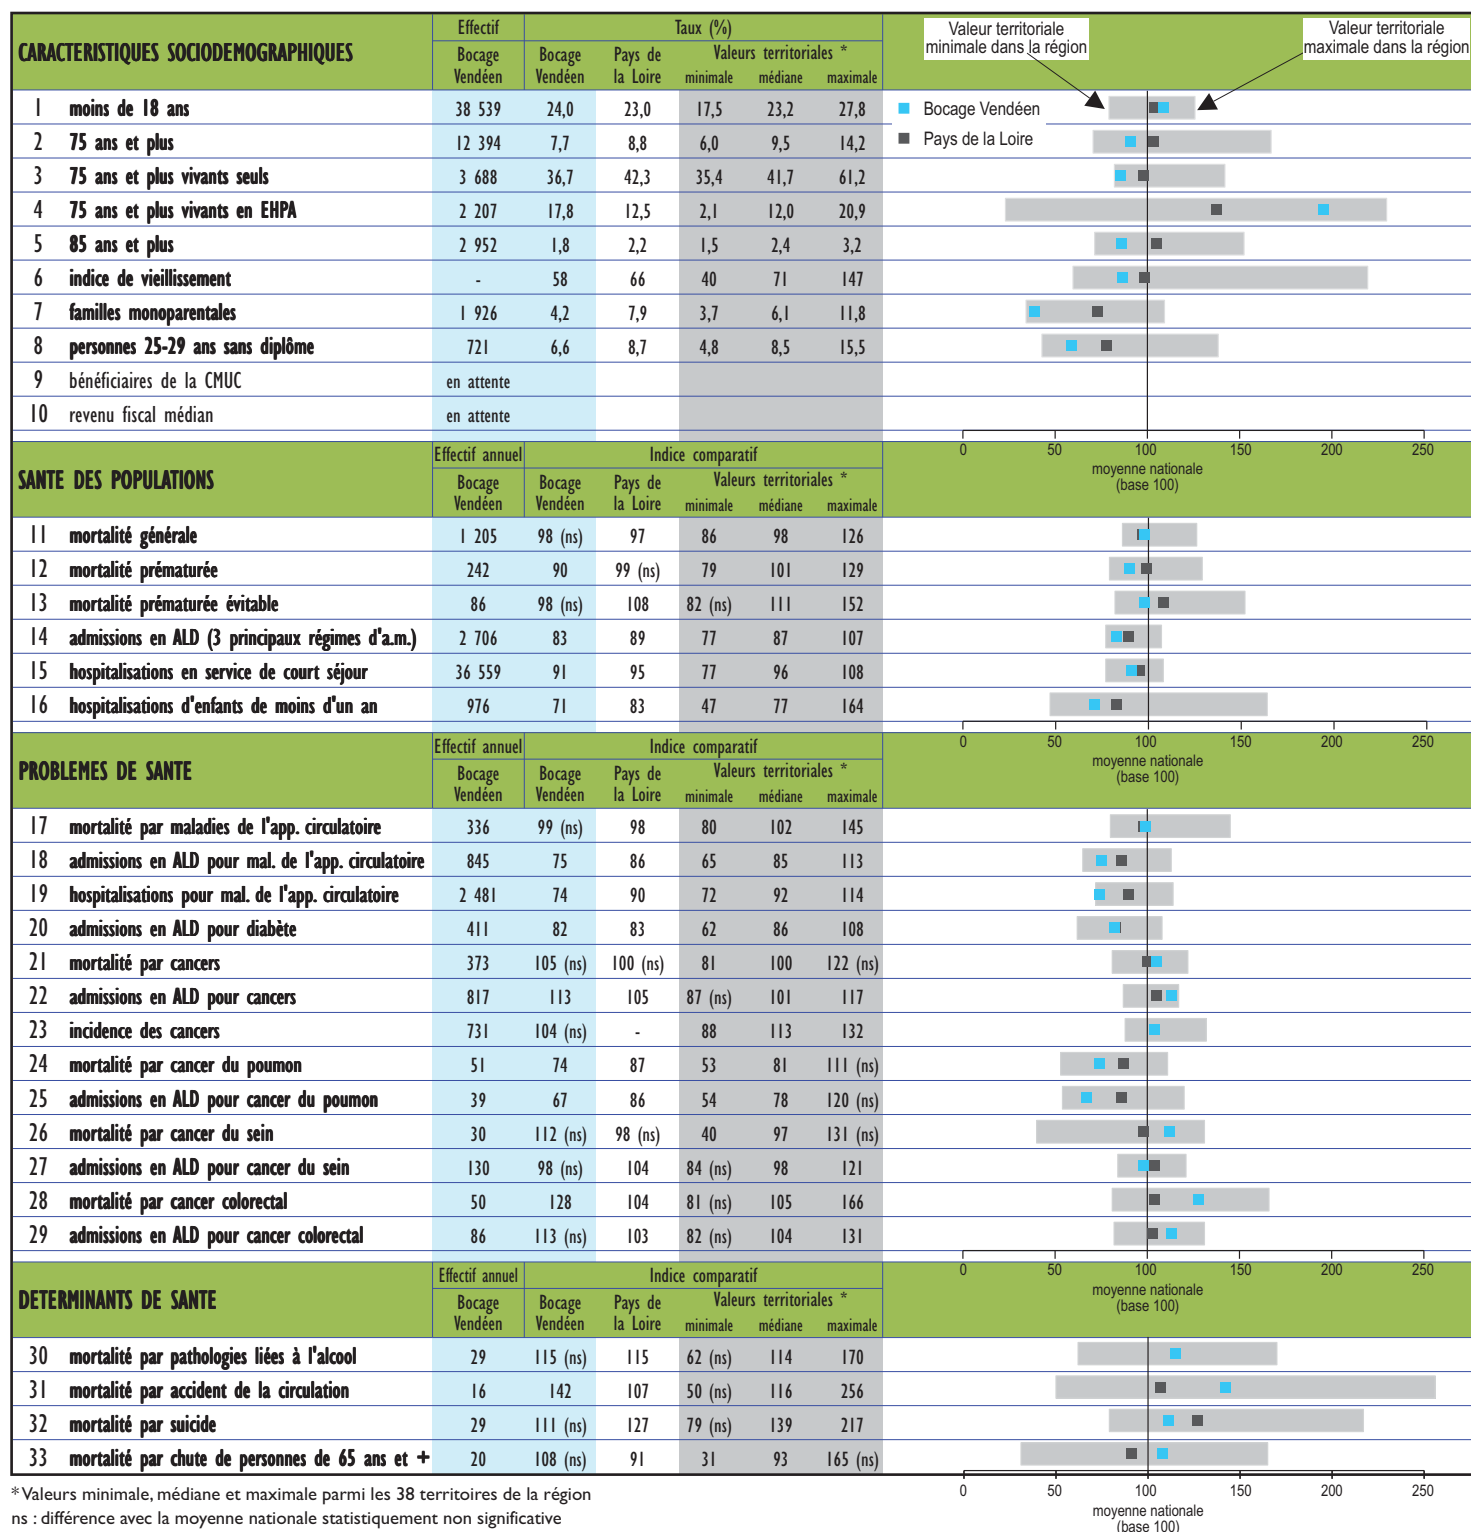 CARACTERISTIQUES SOCIODEMOGRAPHIQUES
Effectif Taux (%)
Bocage Vendéen Bocage Vendéen Pays de la Loire Valeurs territoriales *
minimale médiane maximale
Valeur territoriale minimale dans la région
Valeur territoriale maximale dans la région
Bocage Vendéen
Pays de la Loire
1 moins de 18 ans 38 539 24,0 23,0 17,5 23,2 27,8
2 75 ans et plus 12 394 7,7 8,8 6,0 9,5 14,2
3 75 ans et plus vivants seuls 3 688 36,7 42,3 35,4 41,7 61,2
4 75 ans et plus vivants en EHPA 2 207 17,8 12,5 2,1 12,0 20,9
5 85 ans et plus 2 952 1,8 2,2 1,5 2,4 3,2
6 indice de vieillissement - 58 66 40 71 147
7 familles monoparentales 1 926 4,2 7,9 3,7 6,1 11,8
8 personnes 25-29 ans sans diplôme 721 6,6 8,7 4,8 8,5 15,5
9 bénéficiaires de la CMUC en attente
10 revenu fiscal médian en attente
0 50 100 150 200 250
moyenne nationale
(base 100)
SANTE DES POPULATIONS
Effectif annuel Indice comparatif
Bocage Vendéen Bocage Vendéen Pays de la Loire Valeurs territoriales *
minimale médiane maximale
11 mortalité générale 1 205 98 (ns) 97 86 98 126
12 mortalité prématurée 242 90 99 (ns) 79 101 129
13 mortalité prématurée évitable 86 98 (ns) 108 82 (ns) 111 152
14 admissions en ALD (3 principaux régimes d'a.m.) 2 706 83 89 77 87 107
15 hospitalisations en service de court séjour 36 559 91 95 77 96 108
16 hospitalisations d'enfants de moins d'un an 976 71 83 47 77 164
0 50 100 150 200 250
moyenne nationale
(base 100)
PROBLEMES DE SANTE
Effectif annuel Indice comparatif
Bocage Vendéen Bocage Vendéen Pays de la Loire Valeurs territoriales *
minimale médiane maximale
17 mortalité par maladies de l'app. circulatoire 336 99 (ns) 98 80 102 145
18 admissions en ALD pour mal. de l'app. circulatoire 845 75 86 65 85 113
19 hospitalisations pour mal. de l'app. circulatoire 2 481 74 90 72 92 114
20 admissions en ALD pour diabète 411 82 83 62 86 108
21 mortalité par cancers 373 105 (ns) 100 (ns) 81 100 122 (ns)
22 admissions en ALD pour cancers 817 113 105 87 (ns) 101 117
23 incidence des cancers 731 104 (ns) - 88 113 132
24 mortalité par cancer du poumon 51 74 87 53 81 111 (ns)
25 admissions en ALD pour cancer du poumon 39 67 86 54 78 120 (ns)
26 mortalité par cancer du sein 30 112 (ns) 98 (ns) 40 97 131 (ns)
27 admissions en ALD pour cancer du sein 130 98 (ns) 104 84 (ns) 98 121
28 mortalité par cancer colorectal 50 128 104 81 (ns) 105 166
29 admissions en ALD pour cancer colorectal 86 113 (ns) 103 82 (ns) 104 131
0 50 100 150 200 250
moyenne nationale
(base 100)
DETERMINANTS DE SANTE
Effectif annuel Indice comparatif
Bocage Vendéen Bocage Vendéen Pays de la Loire Valeurs territoriales *
minimale médiane maximale
30 mortalité par pathologies liées à l'alcool 29 115 (ns) 115 62 (ns) 114 170
31 mortalité par accident de la circulation 16 142 107 50 (ns) 116 256
32 mortalité par suicide 29 111 (ns) 127 79 (ns) 139 217
33 mortalité par chute de personnes de 65 ans et + 20 108 (ns) 91 31 93 165 (ns)
0 50 100 150 200 250
moyenne nationale
(base 100)
* Valeurs minimale, médiane et maximale parmi les 38 territoires de la région
ns : différence avec la moyenne nationale statistiquement non significative